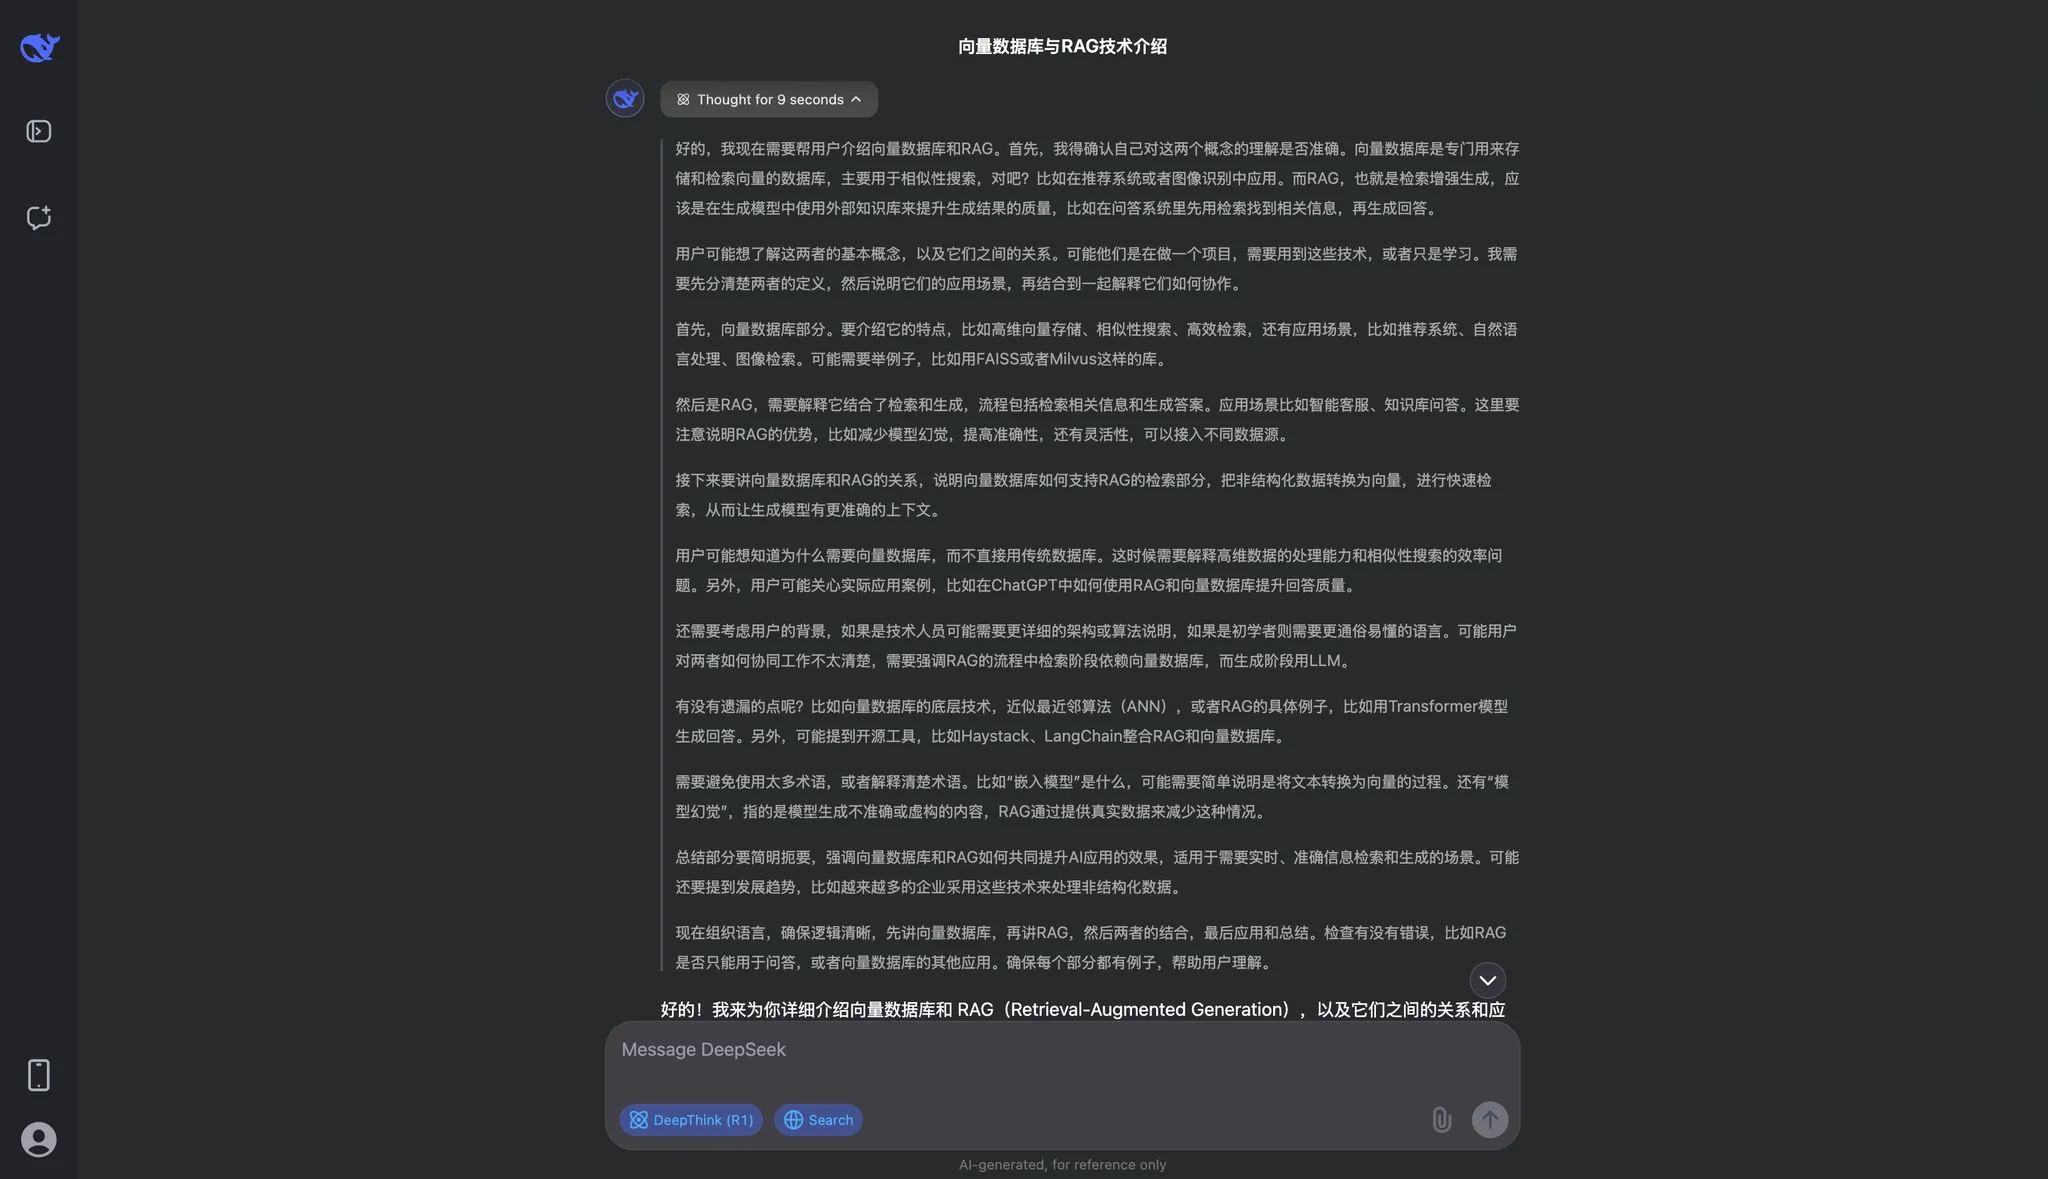 向量数据库与RAG技术介绍
Thought for 9 seconds
好的，我现在需要帮用户介绍向量数据库和RAG。首先，我得确认自己对这两个概念的理解是否准确。向量数据库是专门用来存
储和检索向量的数据库，主要用于相似性搜索，对吧？比如在推荐系统或者图像识别中应用。而RAG，也就是检索增强生成，应
该是在生成模型中使用外部知识库来提升生成结果的质量，比如在问答系统里先用检索找到相关信息，再生成回答。
用户可能想了解这两者的基本概念，以及它们之间的关系。可能他们是在做一个项目，需要用到这些技术，或者只是学习。我需
要先分清楚两者的定义，然后说明它们的应用场景，再结合到一起解释它们如何协作。
首先，向量数据库部分。要介绍它的特点，比如高维向量存储、相似性搜索、高效检索，还有应用场景，比如推荐系统、自然语
言处理、图像检索。可能需要举例子，比如用FAISS或者Milvus这样的库。
然后是RAG，需要解释它结合了检索和生成，流程包括检索相关信息和生成答案。应用场景比如智能客服、知识库问答。这里要
注意说明RAG的优势，比如减少模型幻觉，提高准确性，还有灵活性，可以接入不同数据源。
接下来要讲向量数据库和RAG的关系，说明向量数据库如何支持RAG的检索部分，把非结构化数据转换为向量，进行快速检
索，从而让生成模型有更准确的上下文。
用户可能想知道为什么需要向量数据库，而不直接用传统数据库。这时候需要解释高维数据的处理能力和相似性搜索的效率问
题。另外，用户可能关心实际应用案例，比如在ChatGPT中如何使用RAG和向量数据库提升回答质量。
还需要考虑用户的背景，如果是技术人员可能需要更详细的架构或算法说明，如果是初学者则需要更通俗易懂的语言。可能用户
对两者如何协同工作不太清楚，需要强调RAG的流程中检索阶段依赖向量数据库，而生成阶段用LLM。
有没有遗漏的点呢？比如向量数据库的底层技术，近似最近邻算法（ANN），或者RAG的具体例子，比如用Transformer模型
生成回答。另外，可能提到开源工具，比如Haystack、LangChain整合RAG和向量数据库。
需要避免使用太多术语，或者解释清楚术语。比如“嵌入模型”是什么，可能需要简单说明是将文本转换为向量的过程。还有“模
型幻觉”，指的是模型生成不准确或虚构的内容，RAG通过提供真实数据来减少这种情况。
总结部分要简明扼要，强调向量数据库和RAG如何共同提升AI应用的效果，适用于需要实时、准确信息检索和生成的场景。可能
还要提到发展趋势，比如越来越多的企业采用这些技术来处理非结构化数据。
现在组织语言，确保逻辑清晰，先讲向量数据库，再讲RAG，然后两者的结合，最后应用和总结。检查有没有错误，比如RAG
是否只能用于问答，或者向量数据库的其他应用。确保每个部分都有例子，帮助用户理解。
好的！我来为你详细介绍向量数据库和 RAG（Retrieval-Augmented Generation），以及它们之间的关系和应
Message DeepSeek
DeepThink (R1)
Search
AI-generated, for reference only